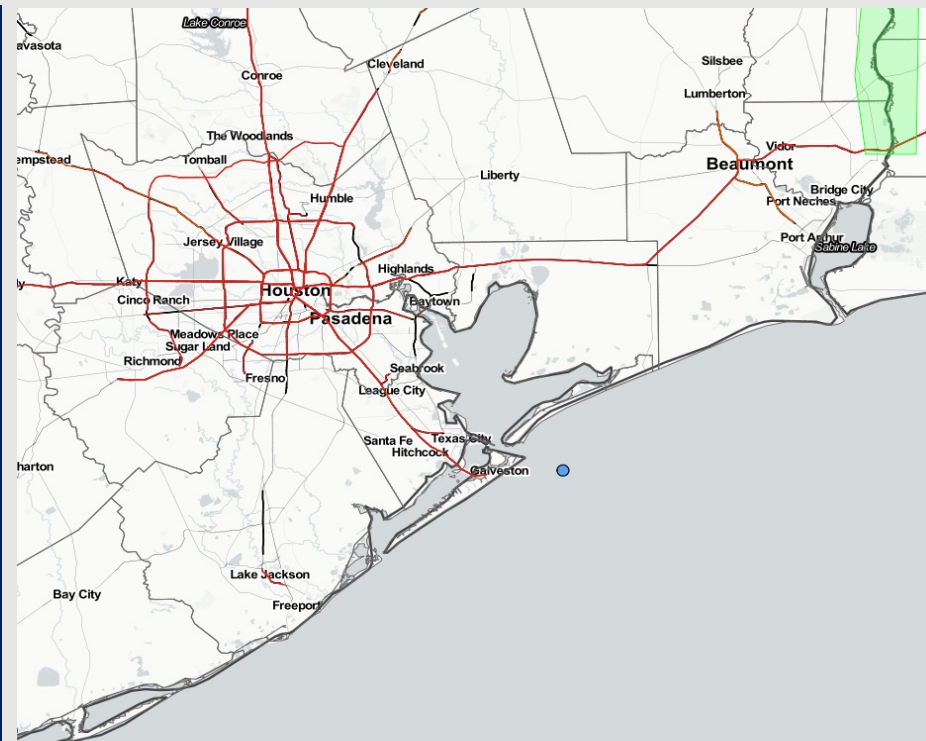 Lake Conroe
avasota
Cleveland
Silsbee
Conroe
Lumberton
The Woodlands
Vidor
empstead
Tomball
Beaumont
Liberty
Bridge City
Humble
Port Neches
Jersey Village
Port Arthur
Sabine Lake
Highlands
ly
Katy
Houston
Cinco Ranch
Baytown
Pasadena
Meadows Place
Sugar Land
Richmond
Seabrook
Fresno
League City
Santa Fe
Texas City
Hitchcock
harton
Galveston
Lake Jackson
Bay City
Freeport